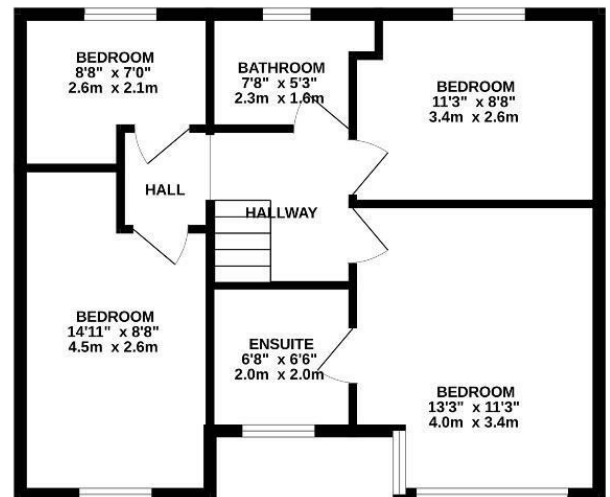 BEDROOM
8'8" x 7'0"
2.6m x 2.1m
BATHROOM
7'8" x 5'3"
2.3m x 1.6m
BEDROOM
11'3" x 8'8"
3.4m x 2.6m
HALL
HALLWAY
BEDROOM
14'11" x 8'8"
4.5m x 2.6m
ENSUITE
6'8" x 6'6"
2.0m x 2.0m
BEDROOM
13'3" x 11'3"
4.0m x 3.4m